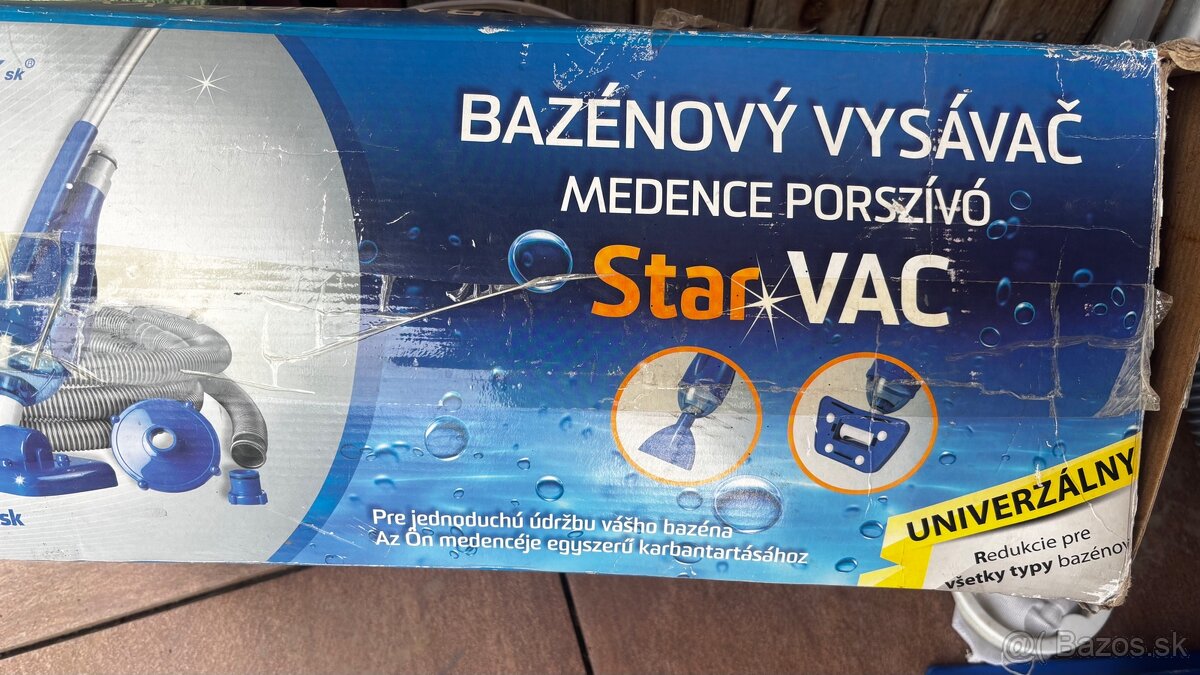 sk®
BAZÉNOVÝ VYSÁVAČ
MEDENCE PORSZÍVÓ
Star VAC
sk
Pre jednoduchú údržbu vášho bazéna
Az Ön medencéje egyszerű karbantartásához
UNIVERZÁLNY
Redukcie pre
všetky typy bazénov
@( Bazos.sk